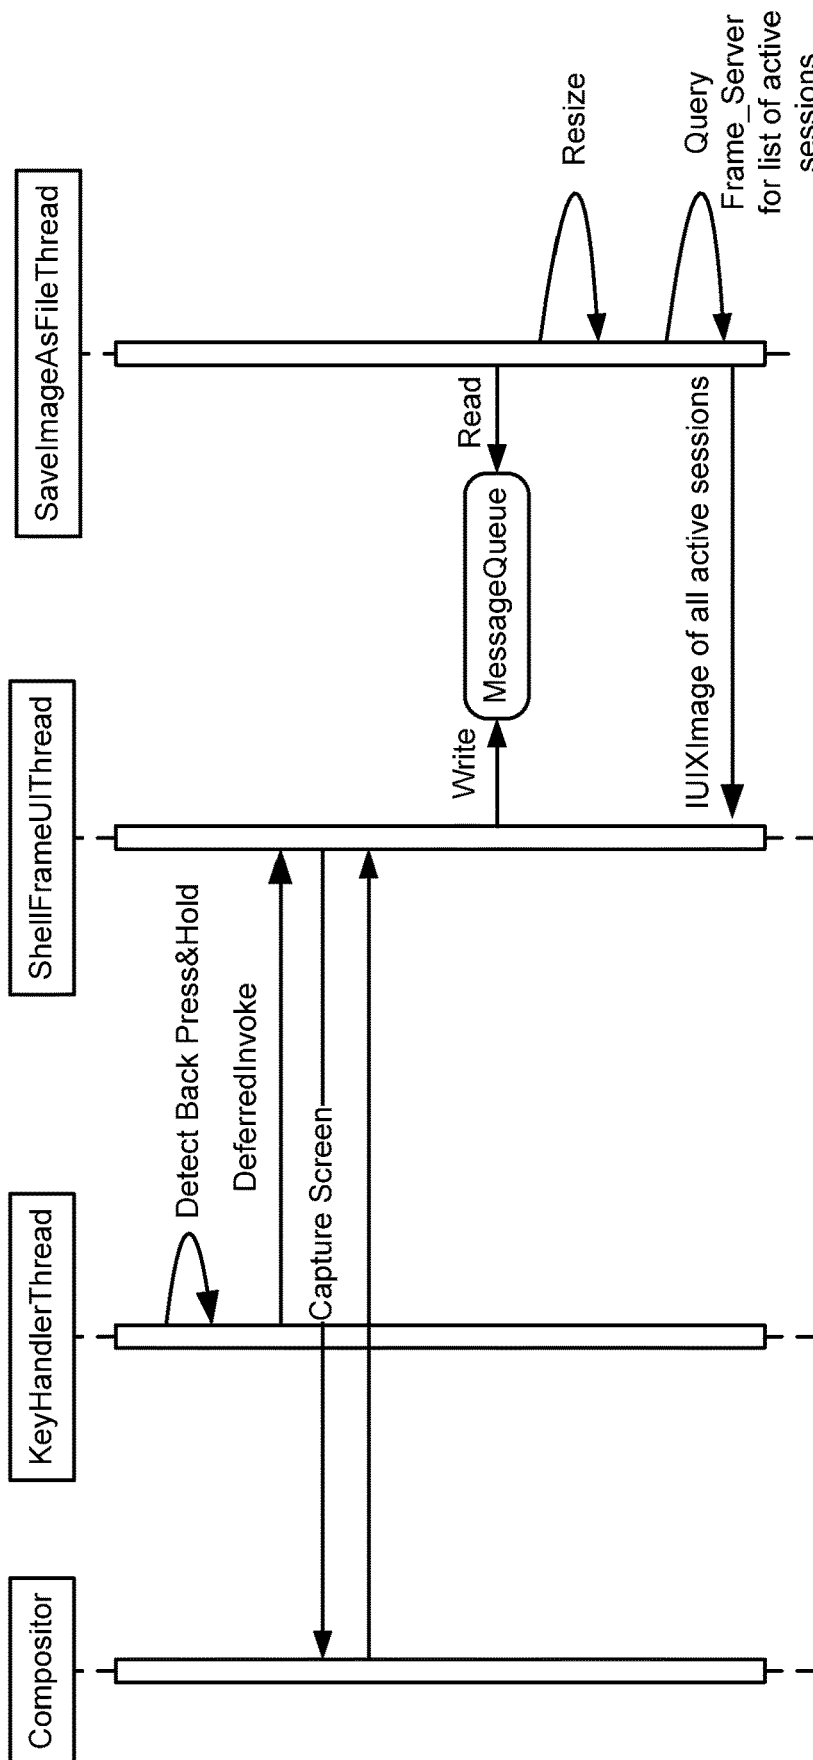 Compositor
KeyHandlerThread
ShellFrameUIThread
SaveImageAsFileThread
Detect Back Press&Hold
DeferredInvoke
Capture Screen
Write
MessageQueue
Read
Resize
Query
Frame_Server
for list of active
sessions
IUIXImage of all active sessions